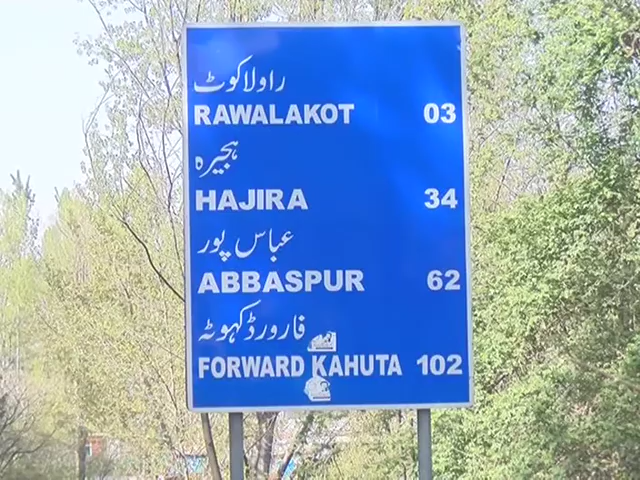 راولاکوٹ
RAWALAKOT 03
ہجیرہ
HAJIRA 34
عباس پور
ABBASPUR 62
فارورڈ کہوٹہ
FORWARD KAHUTA 102